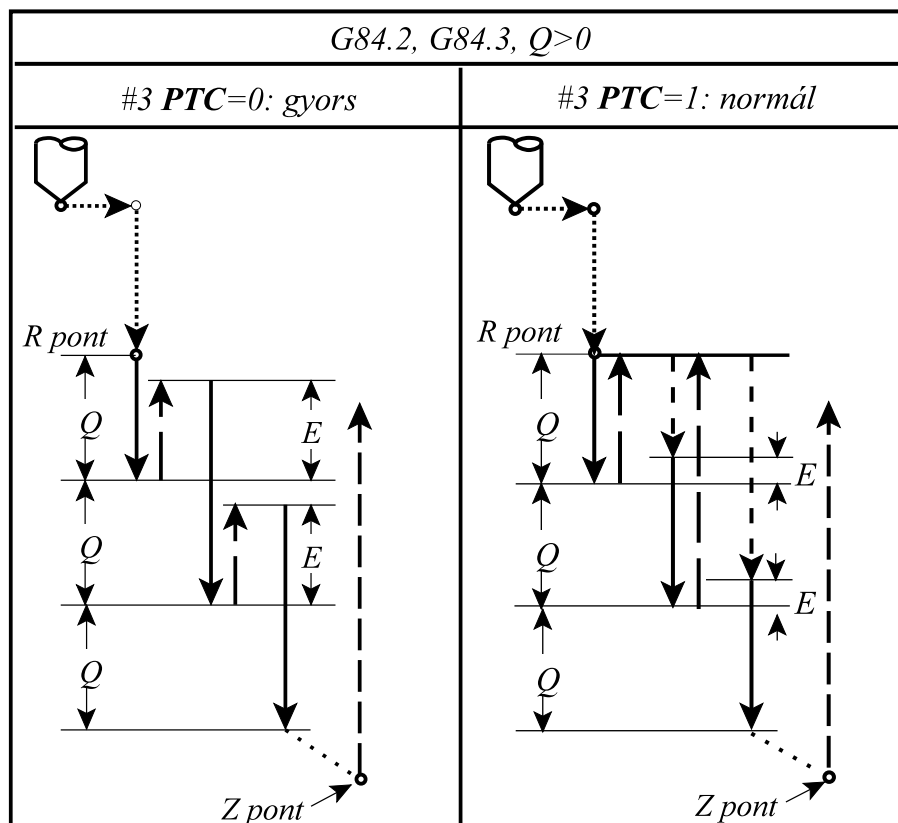 G84.2, G84.3, Q>0
#3 PTC=0: gyors
#3 PTC=1: normál
R pont
Q
E
Q
E
Q
Z pont
R pont
Q
E
Q
E
Q
Z pont